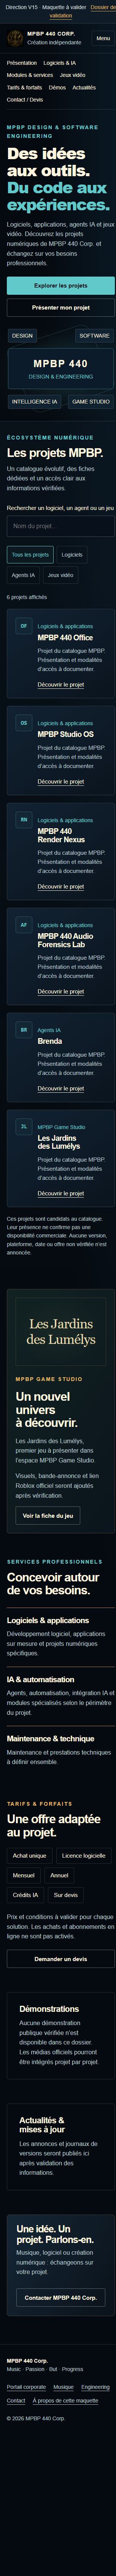 Direction V15 · Maquette à valider Dossier de validation
MPBP 440 CORP.
Création indépendante
Menu
Présentation Logiciels & IA
Modules & services Jeux vidéo
Tarifs & forfaits Démos Actualités
Contact / Devis
MPBP DESIGN & SOFTWARE
ENGINEERING
Des idées
aux outils.
Du code aux
expériences.
Logiciels, applications, agents IA et jeux
vidéo. Découvrez les projets
numériques de MPBP 440 Corp. et
échangez sur vos besoins
professionnels.
Explorer les projets
Présenter mon projet
DESIGN
SOFTWARE
MPBP 440
DESIGN & ENGINEERING
INTELLIGENCE IA
GAME STUDIO
ÉCOSYSTÈME NUMÉRIQUE
Les projets MPBP.
Un catalogue évolutif, des fiches
dédiées et un accès clair aux
informations vérifiées.
Rechercher un logiciel, un agent ou un jeu
Nom du projet…
Tous les projets
Logiciels
Agents IA
Jeux vidéo
6 projets affichés
OF
Logiciels & applications
MPBP 440 Office
Projet du catalogue MPBP.
Présentation et modalités
d'accès à documenter.
Découvrir le projet
OS
Logiciels & applications
MPBP Studio OS
Projet du catalogue MPBP.
Présentation et modalités
d'accès à documenter.
Découvrir le projet
RN
Logiciels & applications
MPBP 440
Render Nexus
Projet du catalogue MPBP.
Présentation et modalités
d'accès à documenter.
Découvrir le projet
AF
Logiciels & applications
MPBP 440 Audio
Forensics Lab
Projet du catalogue MPBP.
Présentation et modalités
d'accès à documenter.
Découvrir le projet
BR
Agents IA
Brenda
Projet du catalogue MPBP.
Présentation et modalités
d'accès à documenter.
Découvrir le projet
JL
MPBP Game Studio
Les Jardins
des Lumélys
Projet du catalogue MPBP.
Présentation et modalités
d'accès à documenter.
Découvrir le projet
Ces projets sont candidats au catalogue.
Leur présence ne confirme pas une
disponibilité commerciale. Aucune version,
plateforme, date ou offre non vérifiée n'est
annoncée.
Les Jardins
des Lumélys
MPBP GAME STUDIO
Un nouvel
univers
à découvrir.
Les Jardins des Lumélys, premier
jeu à présenter dans
l'espace MPBP Game Studio.
Visuels, bande-annonce et lien
Roblox officiel seront ajoutés
après vérification.
Voir la fiche du jeu
SERVICES PROFESSIONNELS
Concevoir autour
de vos besoins.
Logiciels & applications
Développement logiciel, applications
sur mesure et projets numériques
spécifiques.
IA & automatisation
Agents, automatisation, intégration IA et
modules spécialisés selon le périmètre
du projet.
Maintenance & technique
Maintenance et prestations techniques
à définir ensemble.
TARIFS & FORFAITS
Une offre adaptée
au projet.
Achat unique
Licence logicielle
Mensuel
Annuel
Crédits IA
Sur devis
Prix et conditions à valider pour chaque
solution. Les achats et abonnements en
ligne ne sont pas activés.
Demander un devis
Démonstrations
Aucune démonstration
publique vérifiée n'est
disponible dans ce dossier.
Les médias officiels pourront
être intégrés projet par projet.
Actualités &
mises à jour
Les annonces et journaux de
versions seront publiés ici
après validation des
informations.
Une idée. Un
projet. Parlons-en.
Musique, logiciel ou création
numérique : échangeons sur
votre projet.
Contacter MPBP 440 Corp.
MPBP 440 Corp.
Music · Passion · But · Progress
Portail corporate Musique Engineering
Contact À propos de cette maquette
© 2026 MPBP 440 Corp.